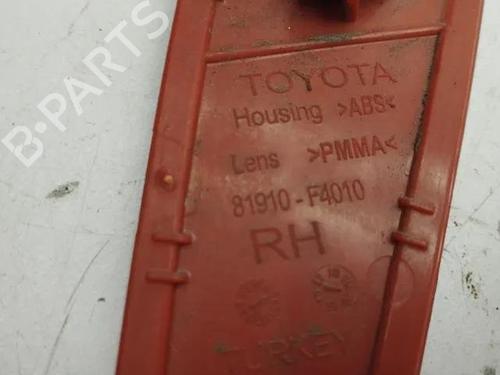 B-PARTS
TOYOTA
Housing >ABS<
Lens >PMMA<
81910-F4010
RH
TURKEY